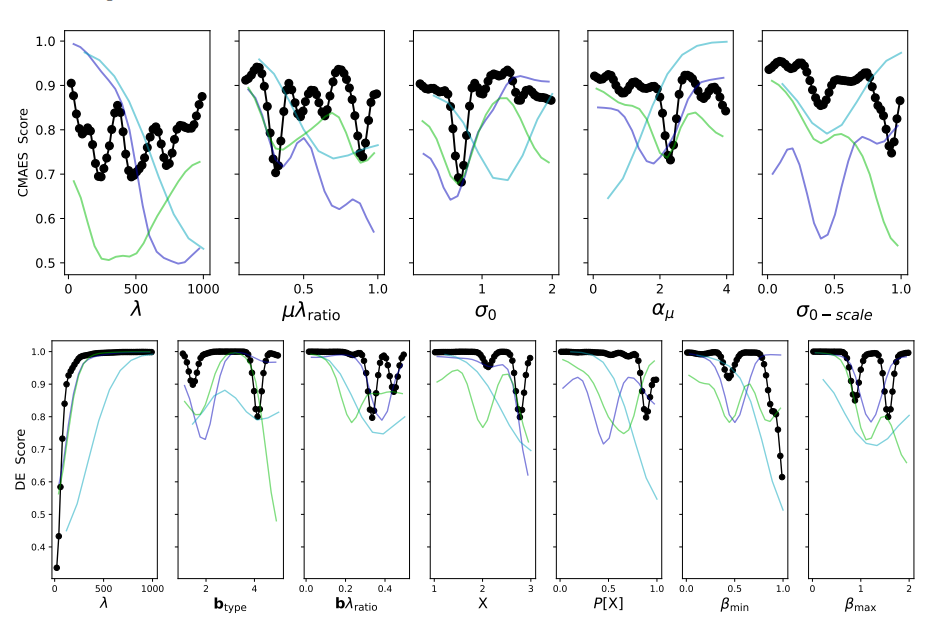 CMAES Score
1.0
0.9
0.8
0.7
0.6
0.5
0 500 1000
0.5 1.0
1 2
0 2 4
0.0 0.5 1.0
λ
μλratio
σ0
αμ
σ0−scale
DE Score
1.0
0.9
0.8
0.7
0.6
0.5
0.4
0 500 1000
2 4
0.0 0.2 0.4
1 2 3
0.0 0.5 1.0
0.0 0.5 1.0
0 1 2
λ
btype
bλratio
X
P[X]
βmin
βmax